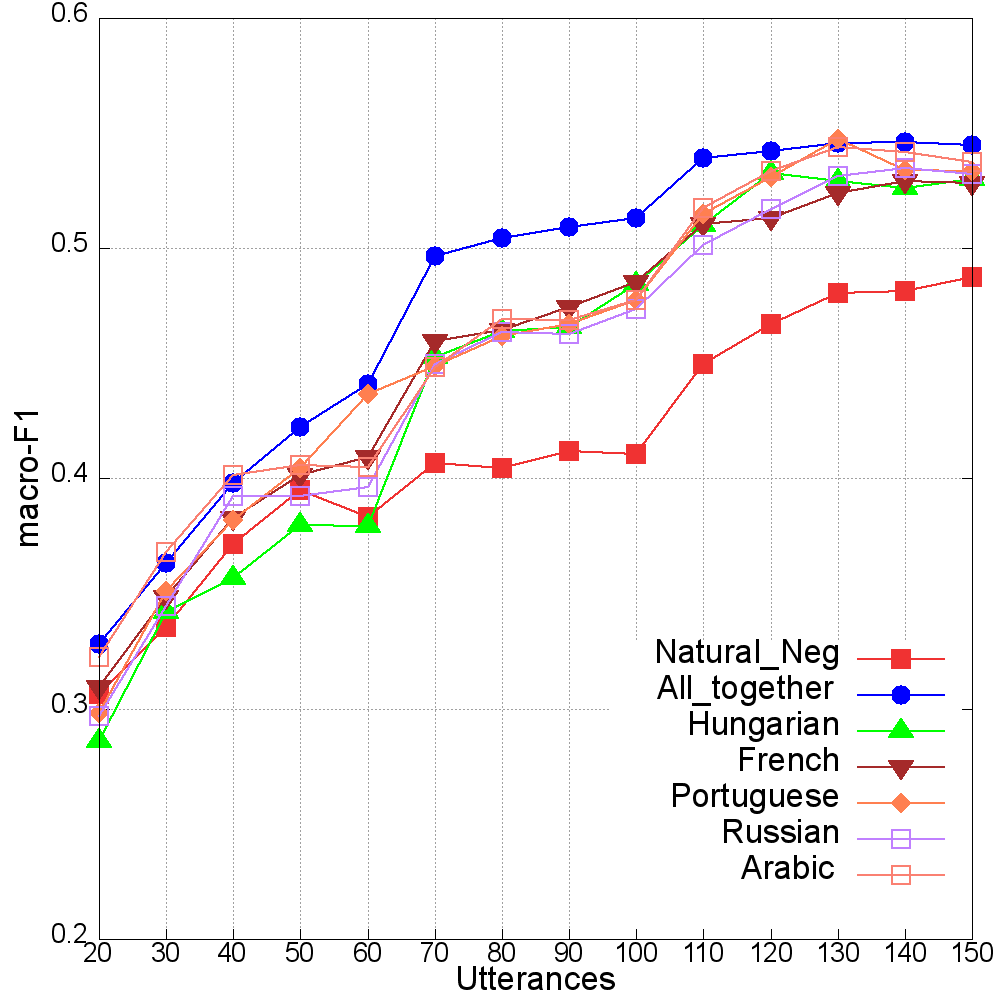 0.6
0.5
0.4
0.3
0.2
macro-F1
Natural_Neg
All_together
Hungarian
French
Portuguese
Russian
Arabic
20 30 40 50 60 70 80 90 100 110 120 130 140 150
Utterances